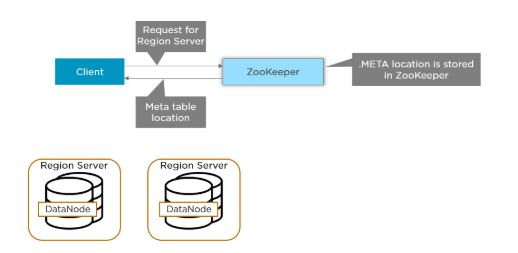 Request for
Region Server
Client
ZooKeeper
.META location is stored
in ZooKeeper
Meta table
location
Region Server
DataNode
Region Server
DataNode